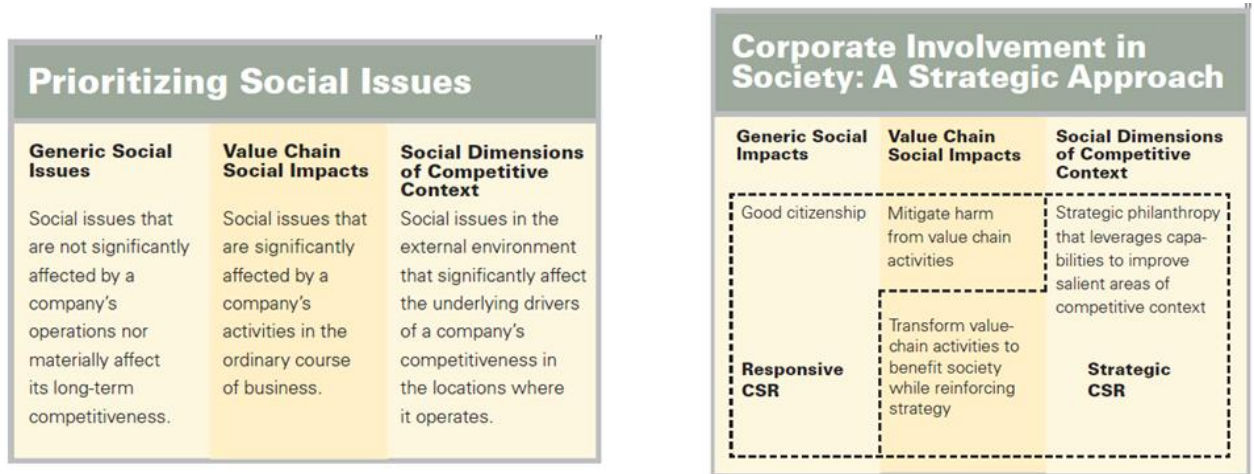 Prioritizing Social Issues
Generic Social
Issues
Social issues that
are not significantly
affected by a
company's
operations nor
materially affect
its long-term
competitiveness.
Value Chain
Social Impacts
Social issues that
are significantly
affected by a
company's
activities in the
ordinary course
of business.
Social Dimensions
of Competitive
Context
Social issues in the
external environment
that significantly affect
the underlying drivers
of a company's
competitiveness in
the locations where
it operates.
Corporate Involvement in
Society: A Strategic Approach
Generic Social
Impacts
Good citizenship
Responsive
CSR
Value Chain
Social Impacts
Mitigate harm
from value chain
activities
Transform value-
chain activities to
benefit society
while reinforcing
strategy
Social Dimensions
of Competitive
Context
Strategic philanthropy
that leverages capa-
bilities to improve
salient areas of
competitive context
Strategic
CSR